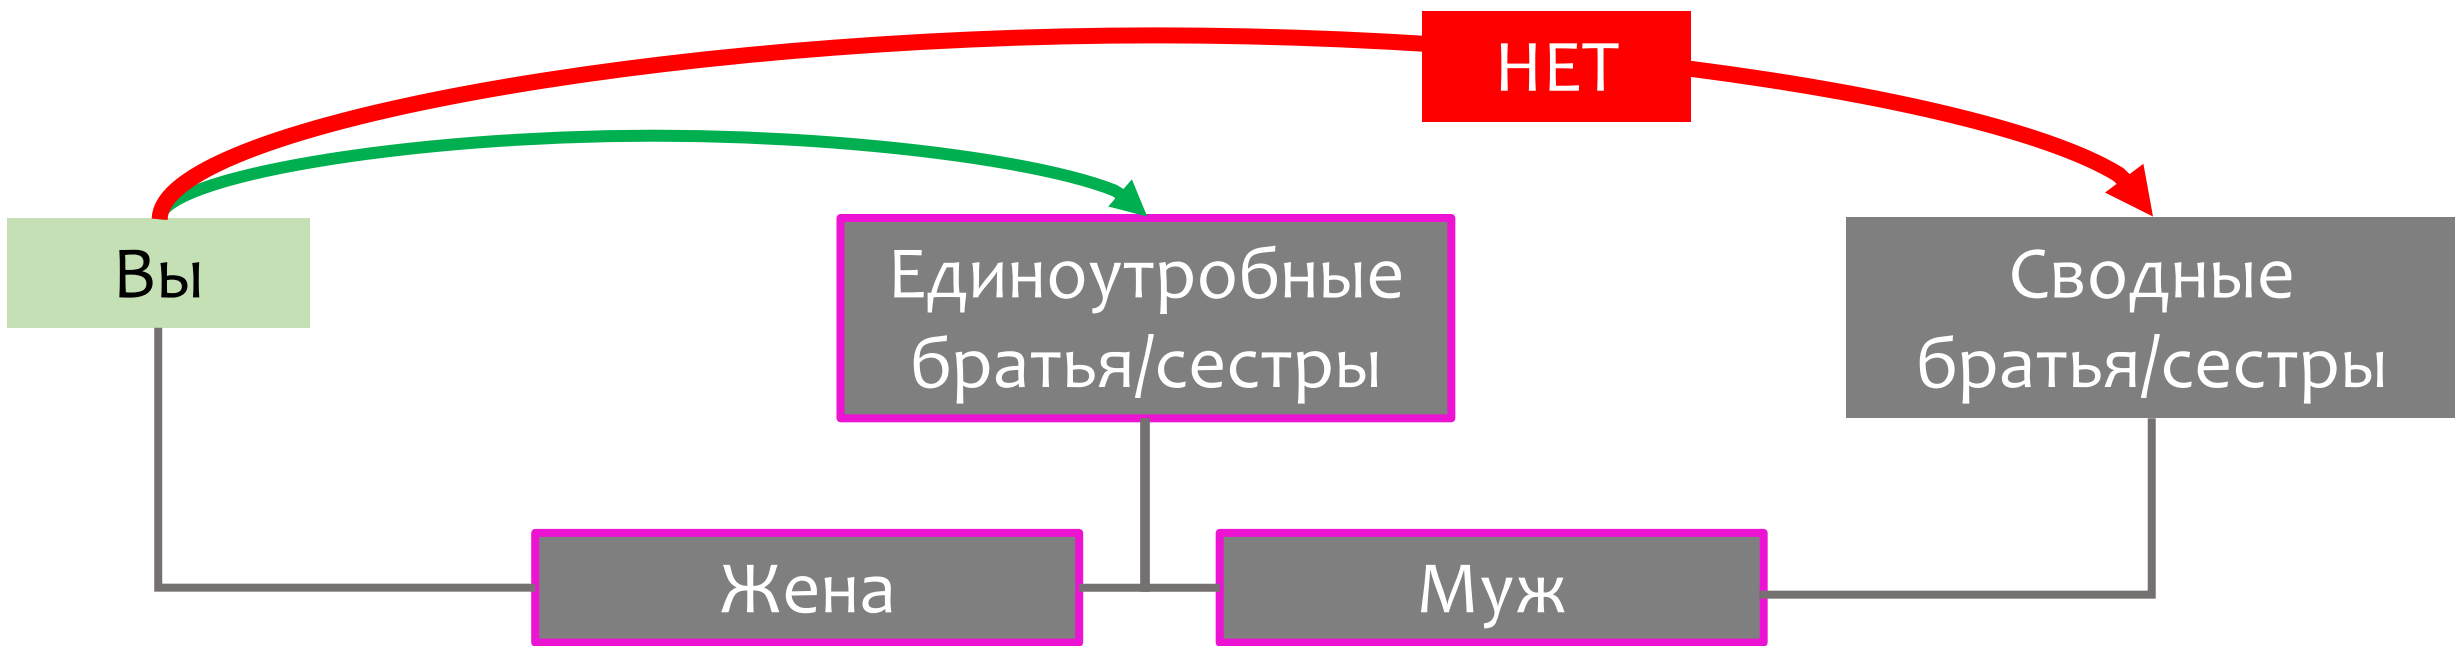 НЕТ
Вы
Единоутробные
братья/сестры
Сводные
братья/сестры
Жена
Муж